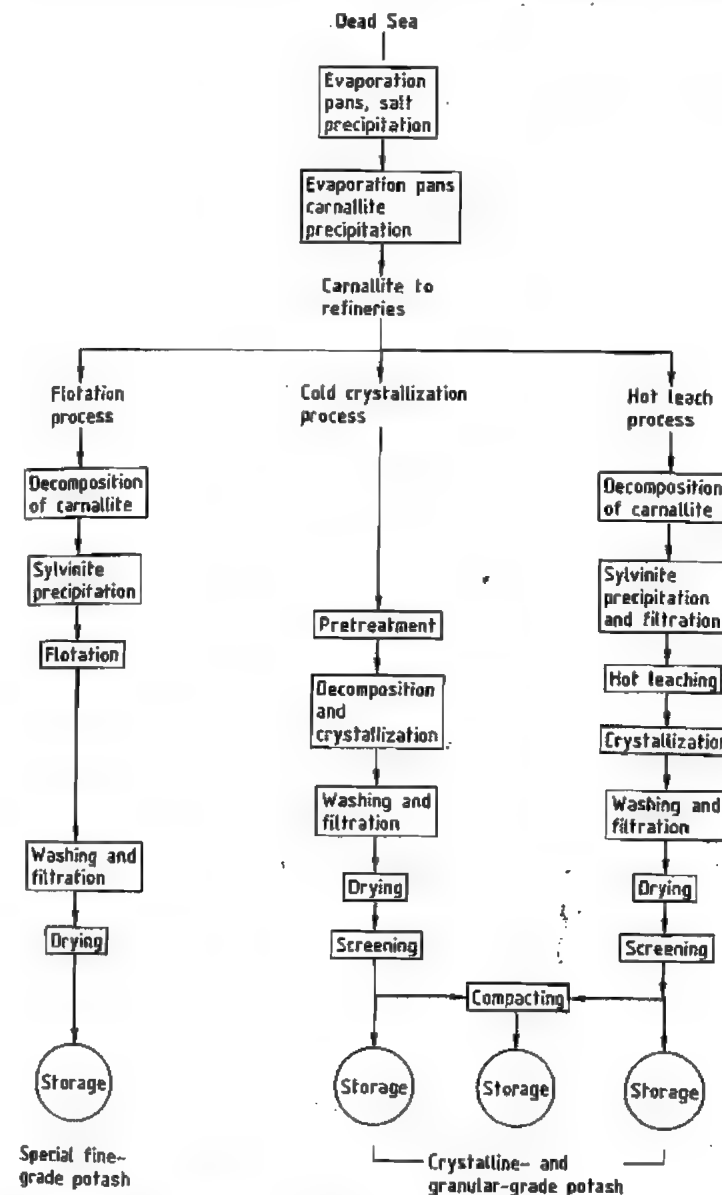 Dead Sea
Evaporation
pans, salt
precipitation
Evaporation pans
carnallite
precipitation
Carnallite to
refineries
Flotation
process
Decomposition
of carnallite
Sylvinite
precipitation
Flotation
Washing and
filtration
Drying
Storage
Special fine-
grade potash
Cold crystallization
process
Pretreatment
Decomposition
and
crystallization
Washing and
filtration
Drying
Screening
Storage
Compacting
Storage
Hot leach
process
Decomposition
of carnallite
Sylvinite
precipitation
and filtration
Hot leaching
Crystallization
Washing and
filtration
Drying
Screening
Storage
Crystalline- and
granular-grade potash